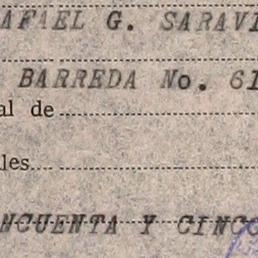 AFAEL G. SARAVI
BARREDA No. 61
al de
les
NCUENTA Y CINCO